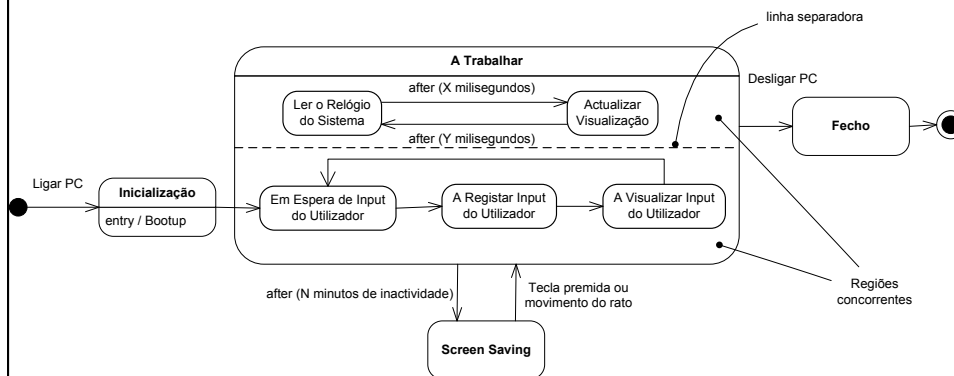 linha separadora
A Trabalhar
Desligar PC
after (X milisegundos)
Ler o Relógio
do Sistema
Actualizar
Visualização
after (Y milisegundos)
Fecho
Ligar PC
Inicialização
entry / Bootup
Em Espera de Input
do Utilizador
A Registar Input
do Utilizador
A Visualizar Input
do Utilizador
after (N minutos de inactividade)
Tecla premida ou
movimento do rato
Regiões
concorrentes
Screen Saving